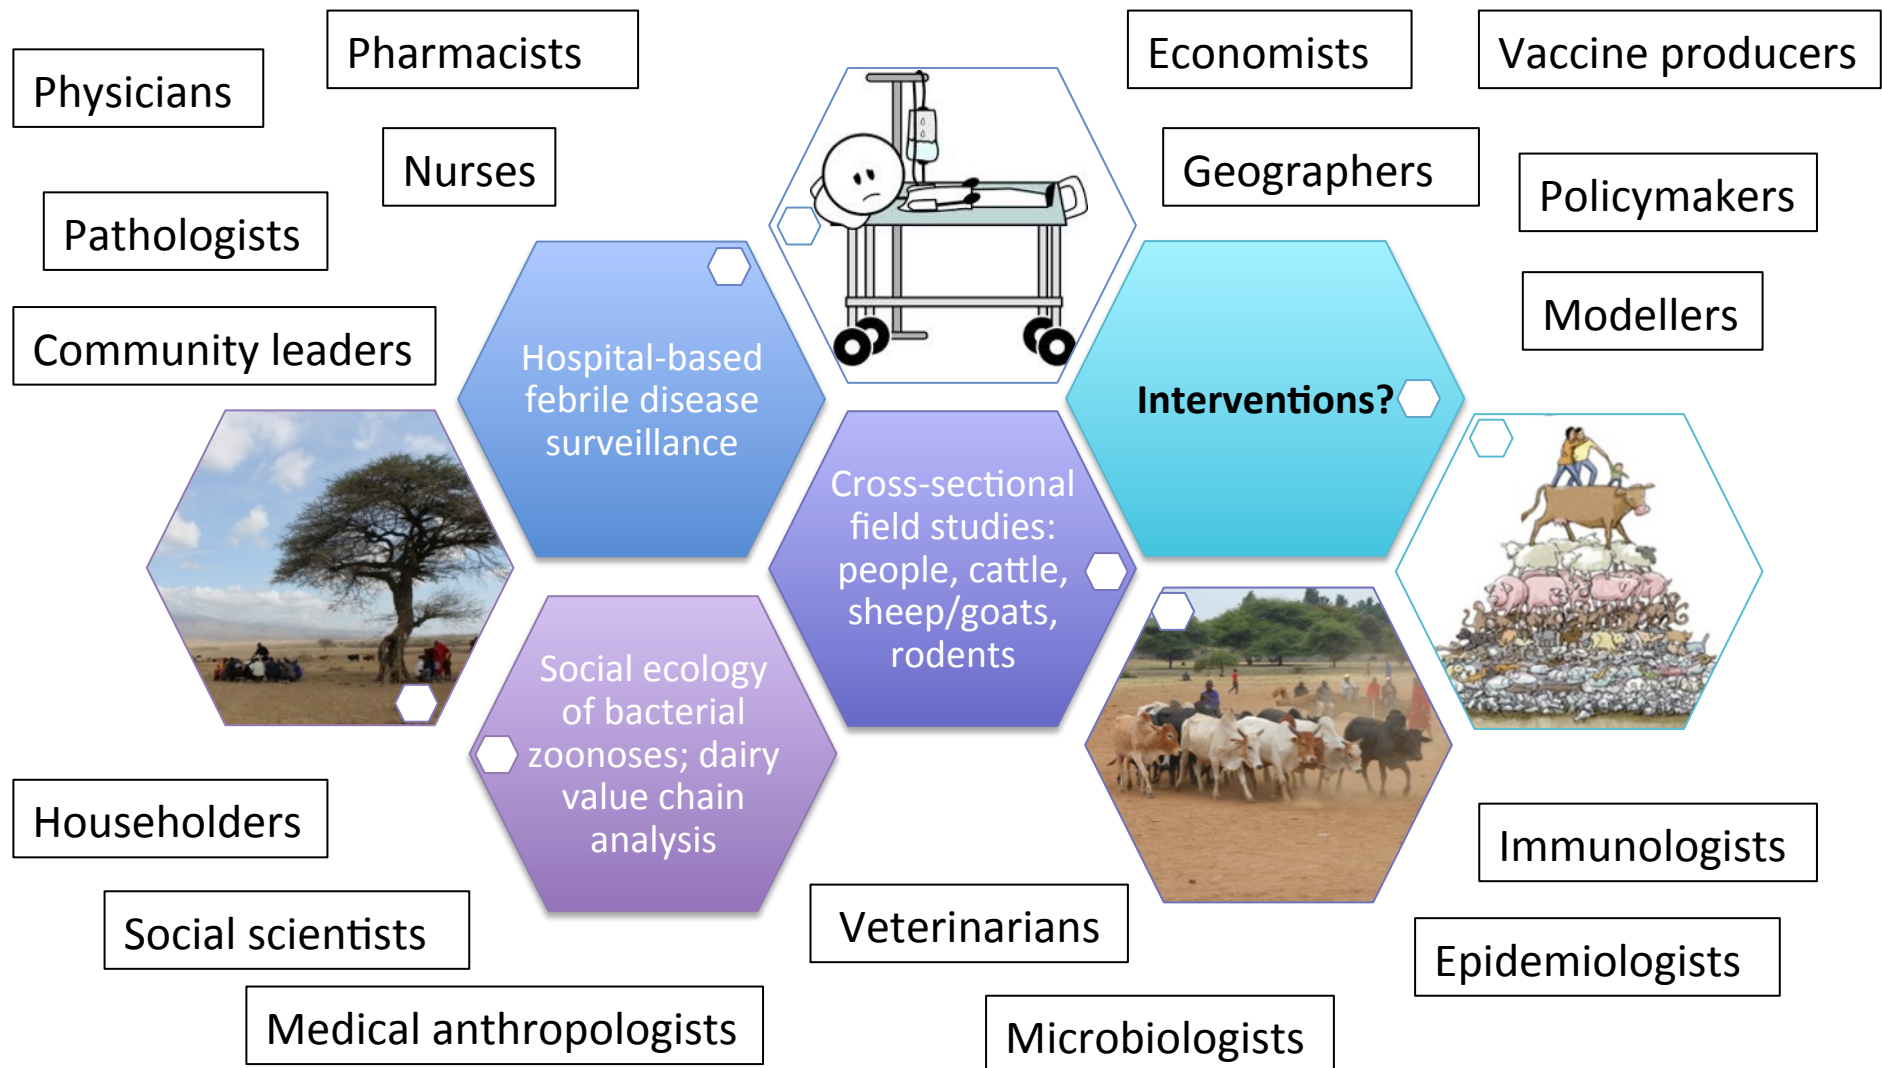 Physicians
Pharmacists
Nurses
Pathologists
Community leaders
Economists
Vaccine producers
Geographers
Policymakers
Modellers
Hospital-based
febrile disease
surveillance
Interventions?
Cross-sectional
field studies:
people, cattle,
sheep/goats,
rodents
Social ecology
of bacterial
zoonoses; dairy
value chain
analysis
Householders
Social scientists
Medical anthropologists
Veterinarians
Microbiologists
Immunologists
Epidemiologists